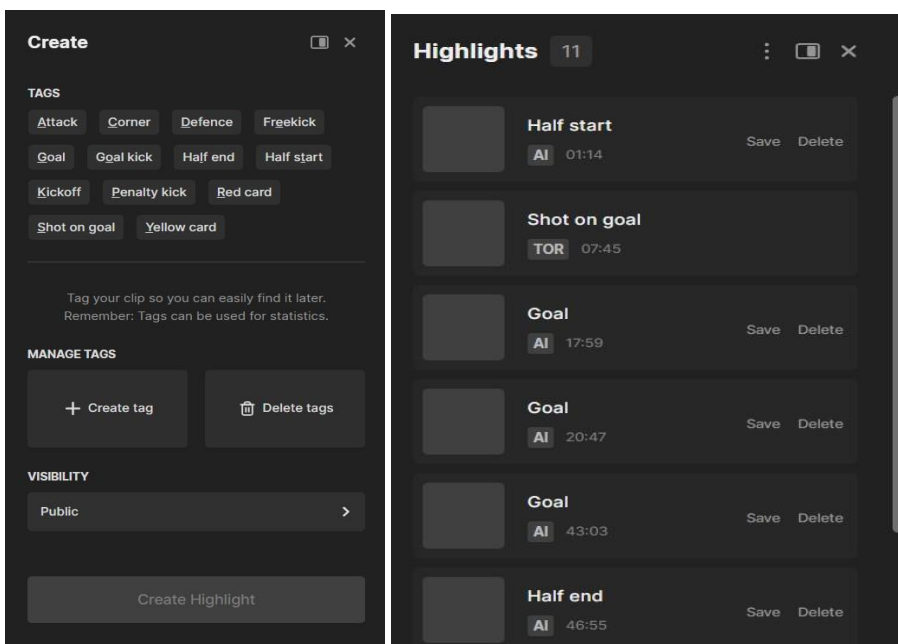 Create
TAGS
Attack Corner Defence Freekick
Goal Goal kick Half end Half start
Kickoff Penalty kick Red card
Shot on goal Yellow card
Tag your clip so you can easily find it later.
Remember: Tags can be used for statistics.
MANAGE TAGS
Create tag Delete tags
VISIBILITY
Public
Create Highlight
Highlights 11
Half start
AI 01:14 Save Delete
Shot on goal
TOR 07:45
Goal
AI 17:59 Save Delete
Goal
AI 20:47 Save Delete
Goal
AI 43:03 Save Delete
Half end
AI 46:55 Save Delete